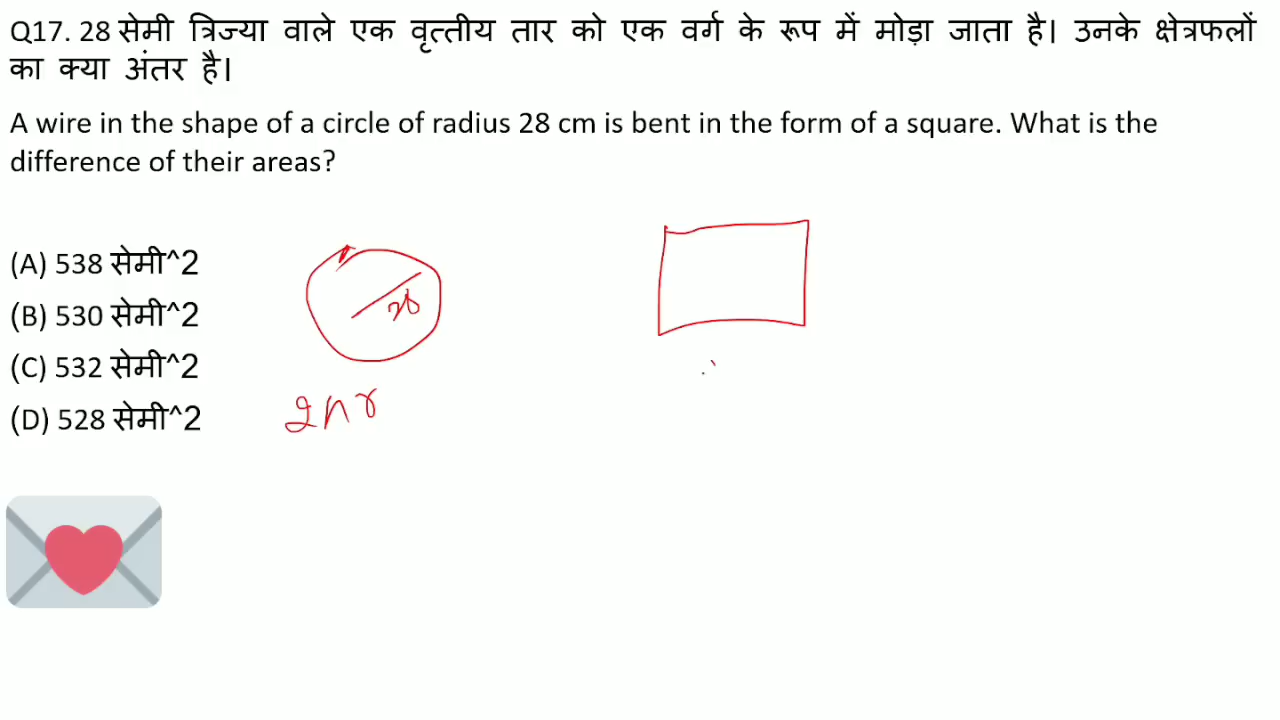 Q17. 28 सेमी त्रिज्या वाले एक वृत्तीय तार को एक वर्ग के रूप में मोड़ा जाता है। उनके क्षेत्रफलों
का क्या अंतर है।
A wire in the shape of a circle of radius 28 cm is bent in the form of a square. What is the
difference of their areas?
(A) 538 सेमी^2
(B) 530 सेमी^2
(C) 532 सेमी^2
(D) 528 सेमी^2
28
2πr